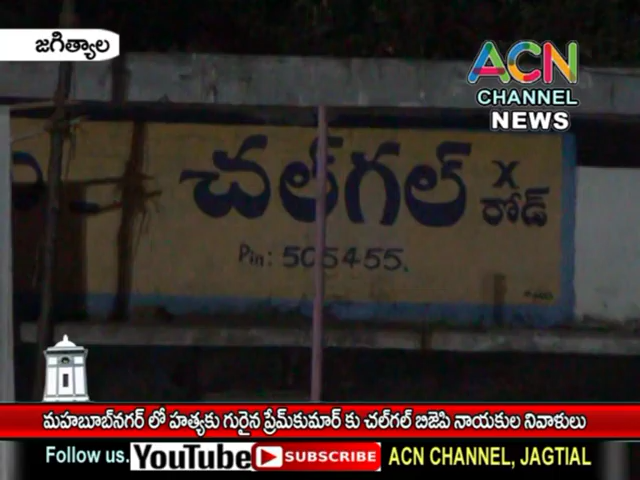 జగిత్యాల
ACN
CHANNEL
NEWS
చల్‌గల్ X రోడ్
Pin: 505455.
మహబూబ్‌నగర్ లో హత్యకు గురైన ప్రేమ్‌కుమార్ కు చల్‌గల్ బిజెపి నాయకుల నివాళులు
Follow us. YouTube SUBSCRIBE ACN CHANNEL, JAGTIAL